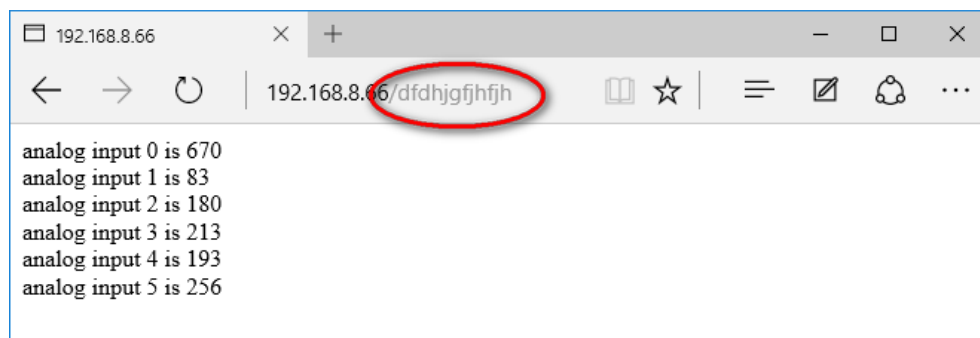 192.168.8.66
192.168.8.66/dfdhjgfjhfjh
analog input 0 is 670
analog input 1 is 83
analog input 2 is 180
analog input 3 is 213
analog input 4 is 193
analog input 5 is 256